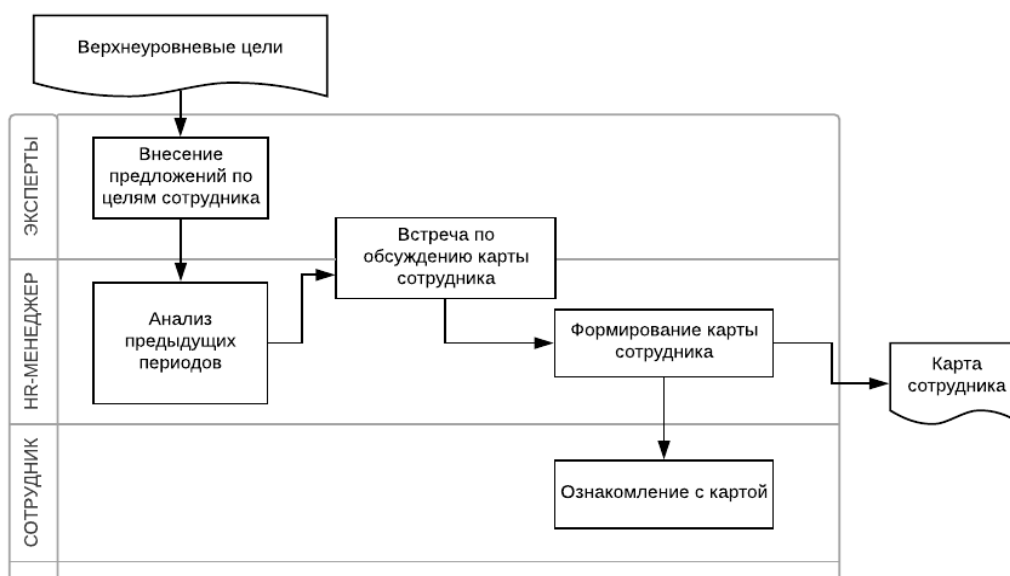 Верхнеуровневые цели
ЭКСПЕРТЫ
Внесение
предложений по
целям сотрудника
Встреча по
обсуждению карты
сотрудника
HR-МЕНЕДЖЕР
Анализ
предыдущих
периодов
Формирование карты
сотрудника
Карта
сотрудника
СОТРУДНИК
Ознакомление с картой